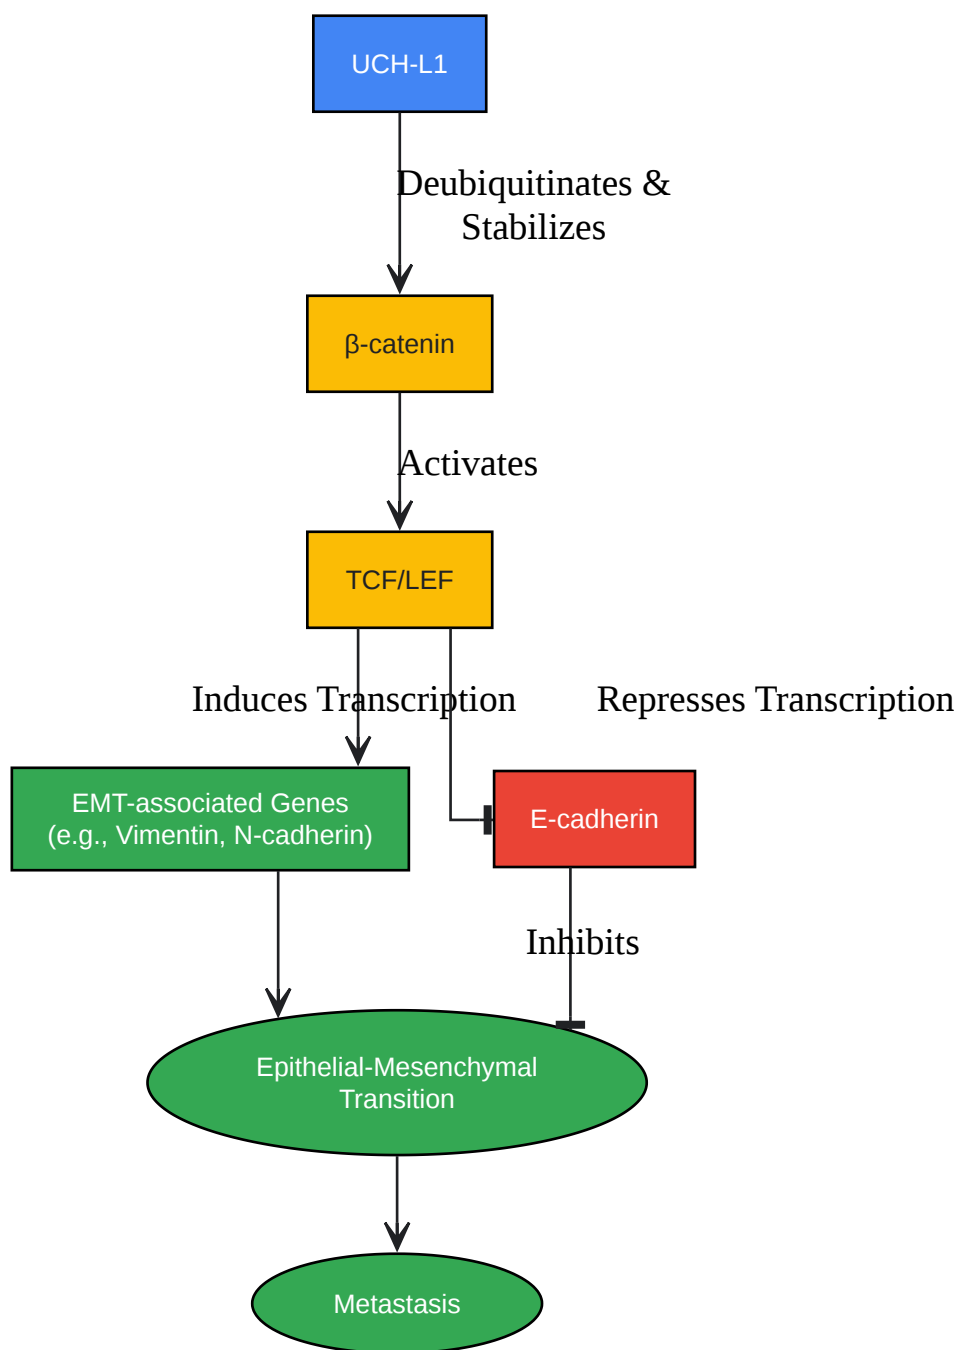 UCH-L1
Deubiquitinates &
Stabilizes
β-catenin
Activates
TCF/LEF
Induces Transcription
Represses Transcription
EMT-associated Genes
(e.g., Vimentin, N-cadherin)
E-cadherin
Inhibits
Epithelial-Mesenchymal
Transition
Metastasis